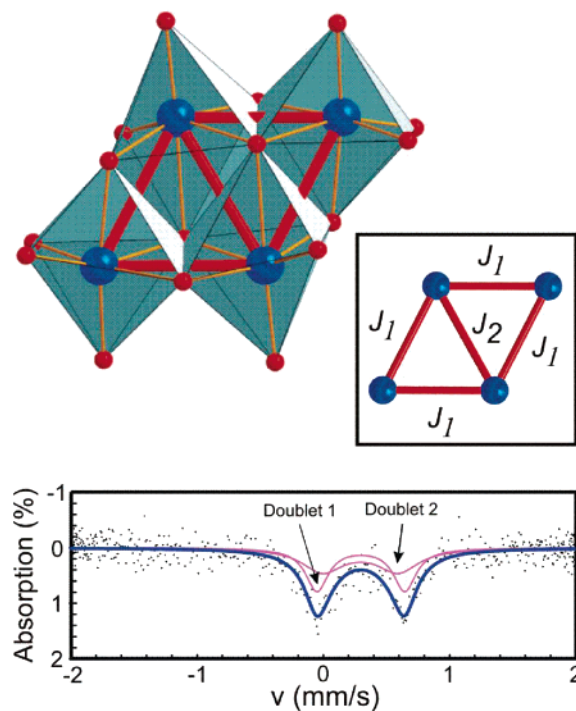 J1
J1
J2
J1
J1
Doublet 1
Doublet 2
Absorption (%)
-1
0
1
2
-2
-1
0
1
2
v (mm/s)